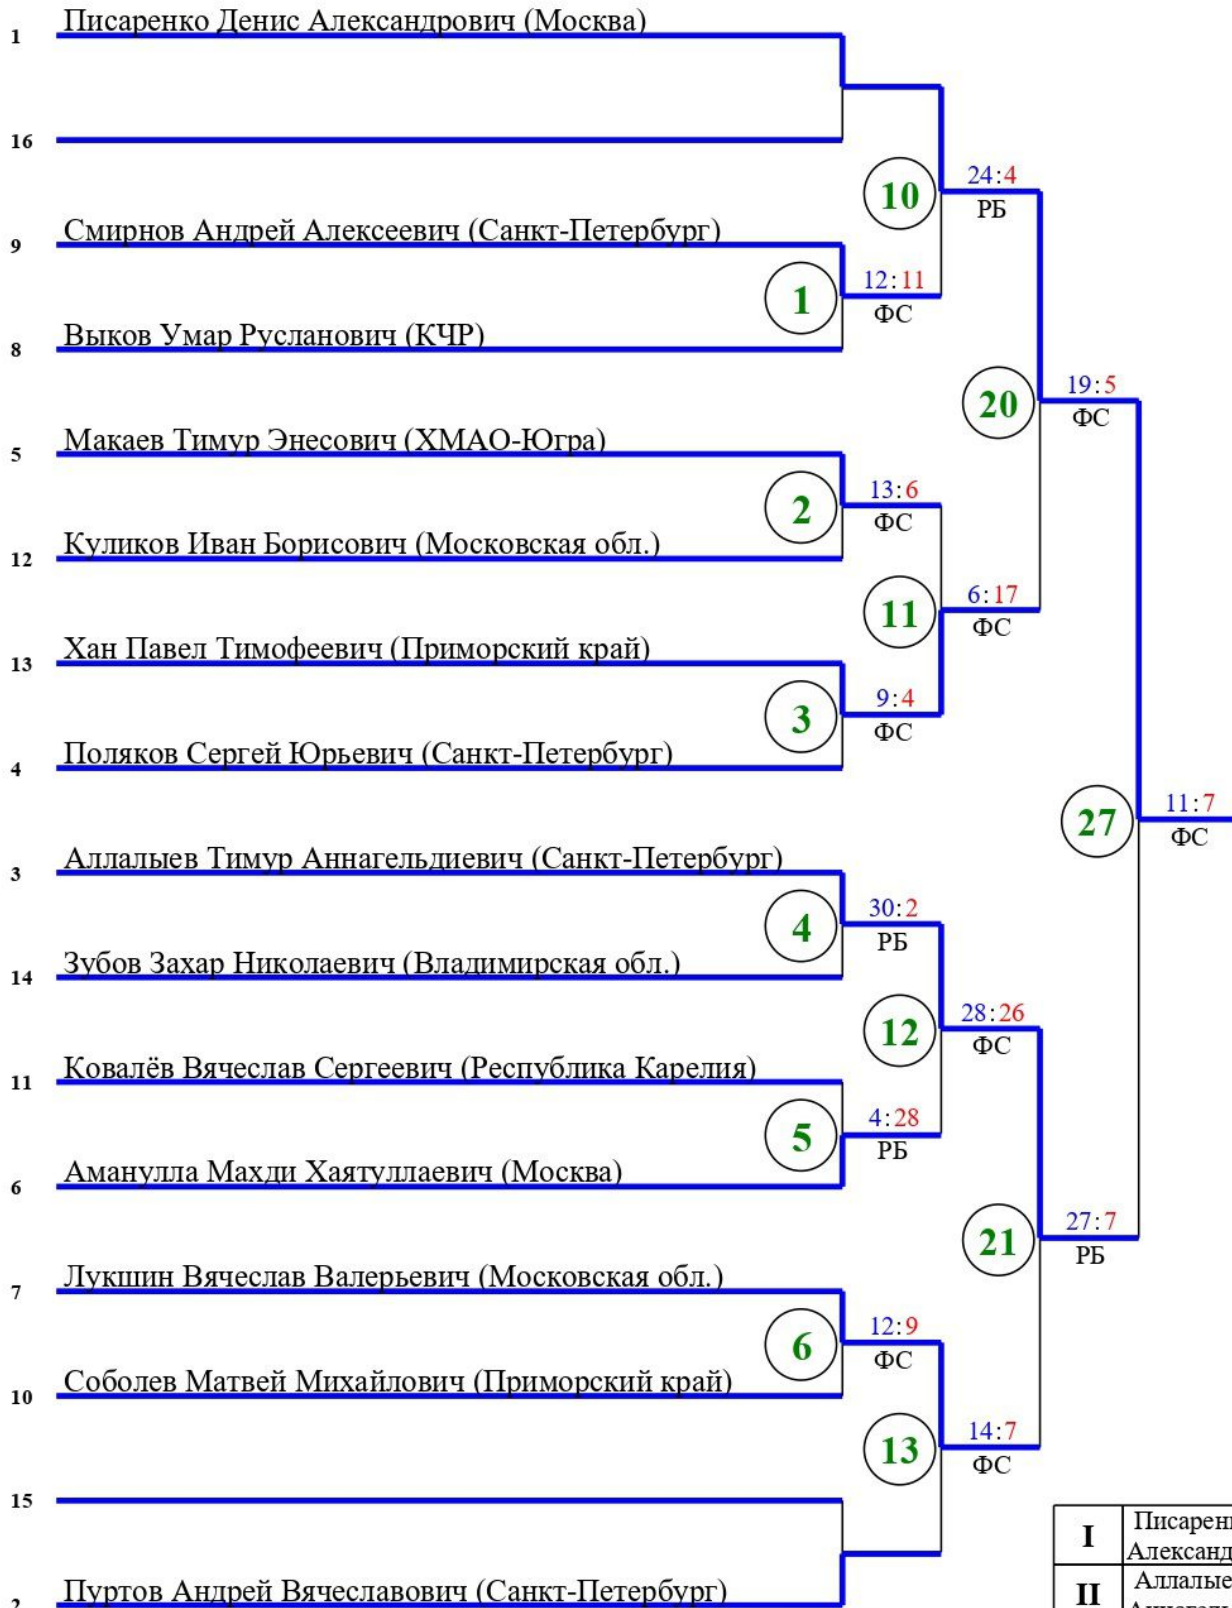 1 Писаренко Денис Александрович (Москва)
16
10 24:4
РБ
9 Смирнов Андрей Алексеевич (Санкт-Петербург)
1 12:11
ФС
8 Выков Умар Русланович (КЧР)
20 19:5
ФС
5 Макаев Тимур Энесович (ХМАО-Югра)
2 13:6
ФС
12 Куликов Иван Борисович (Московская обл.)
11 6:17
ФС
13 Хан Павел Тимофеевич (Приморский край)
3 9:4
ФС
4 Поляков Сергей Юрьевич (Санкт-Петербург)
27 11:7
ФС
3 Аллалыев Тимур Аннагельдиевич (Санкт-Петербург)
4 30:2
РБ
14 Зубов Захар Николаевич (Владимирская обл.)
12 28:26
ФС
11 Ковалёв Вячеслав Сергеевич (Республика Карелия)
5 4:28
РБ
6 Аманулла Махди Хаятуллаевич (Москва)
21 27:7
РБ
7 Лукшин Вячеслав Валерьевич (Московская обл.)
6 12:9
ФС
10 Соболев Матвей Михайлович (Приморский край)
13 14:7
ФС
15
2 Пуртов Андрей Вячеславович (Санкт-Петербург)
I
II